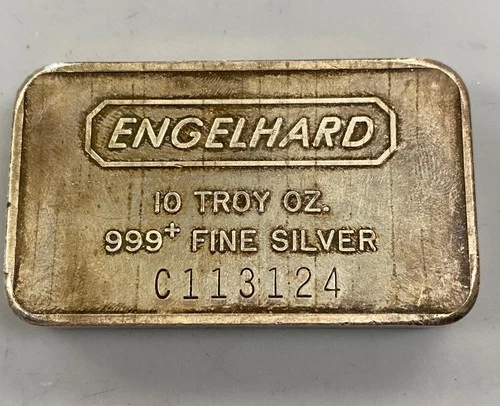 ENGELHARD
10 TROY OZ.
999+ FINE SILVER
C113124